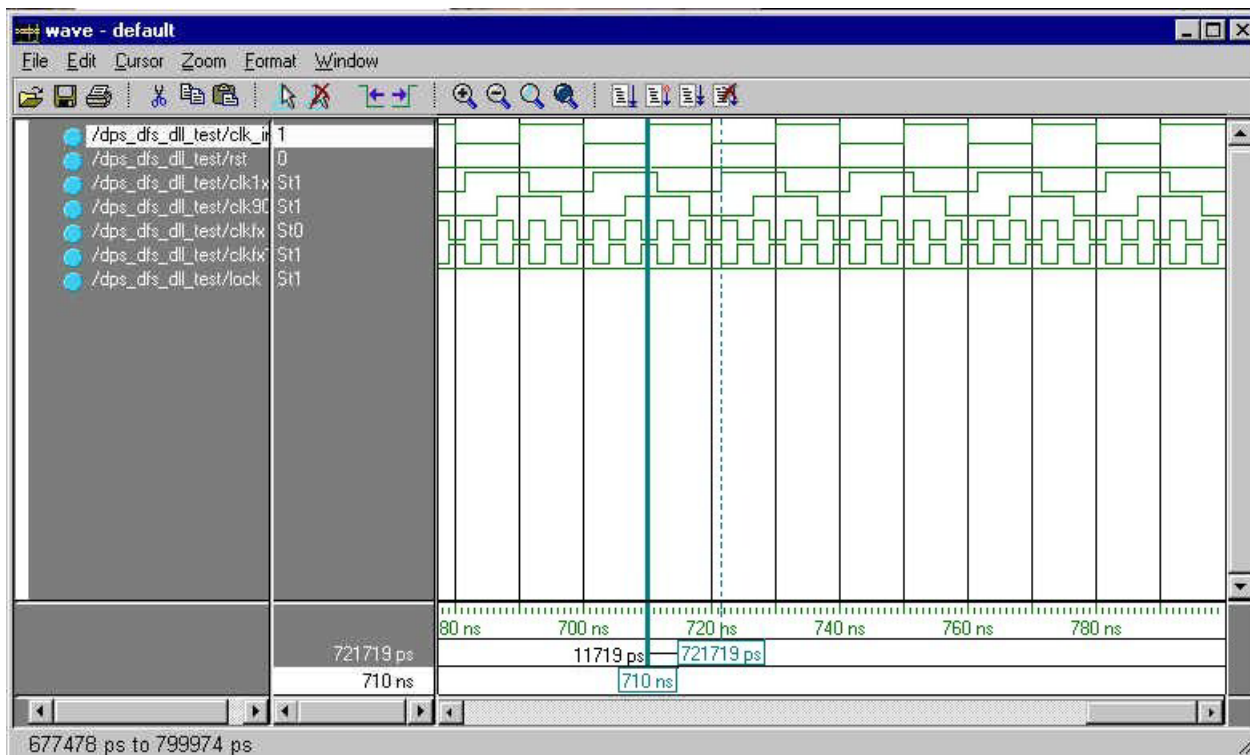 wave - default
File Edit Cursor Zoom Format Window
/dps_dfs_dll_test/clk_in 1
/dps_dfs_dll_test/rst 0
/dps_dfs_dll_test/clk1x St1
/dps_dfs_dll_test/clk90 St1
/dps_dfs_dll_test/clkfx St0
/dps_dfs_dll_test/clkfx St1
/dps_dfs_dll_test/lock St1
80 ns 700 ns 720 ns 740 ns 760 ns 780 ns
721719 ps 11719 ps 721719 ps
710 ns 710 ns
677478 ps to 799974 ps